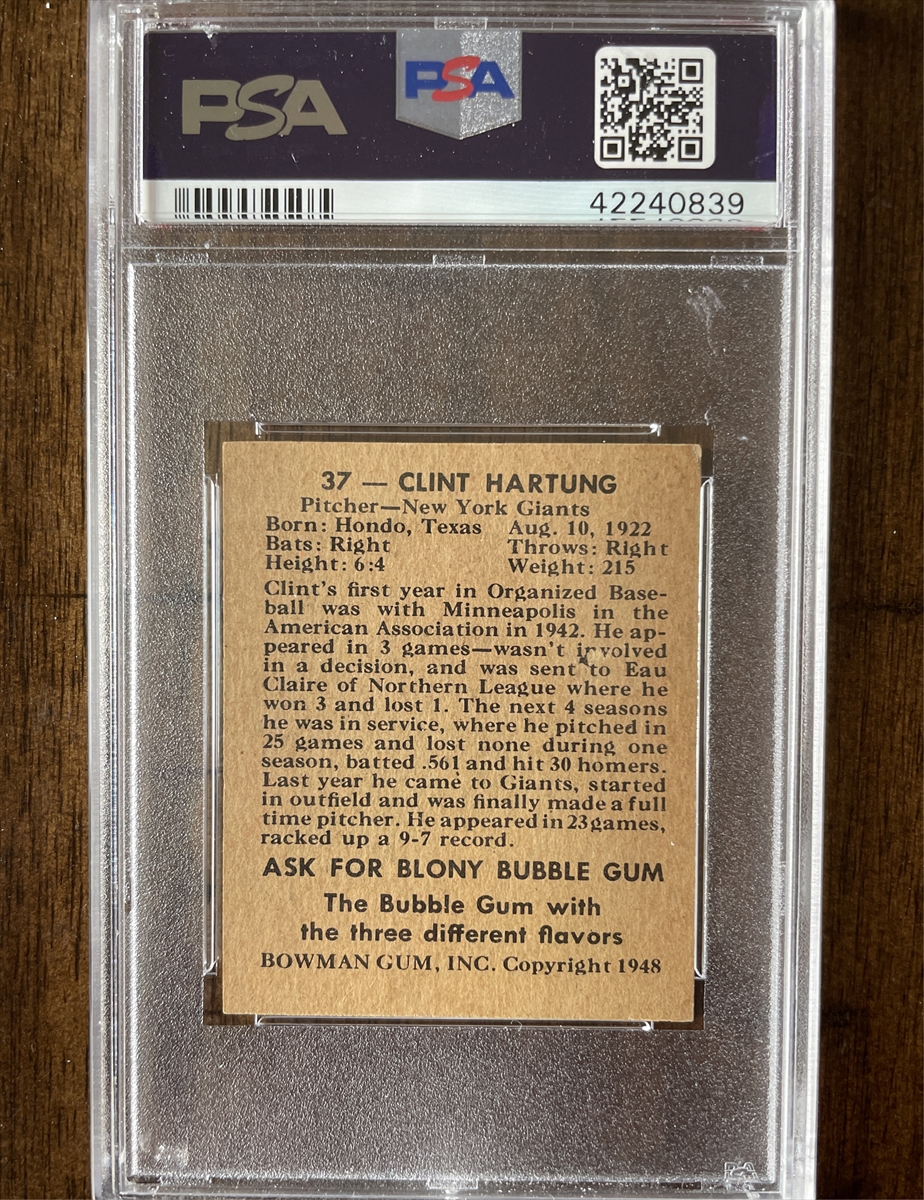 PSA
PSA
42240839
37 — CLINT HARTUNG
Pitcher—New York Giants
Born: Hondo, Texas Aug. 10, 1922
Bats: Right Throws: Right
Height: 6:4 Weight: 215
Clint's first year in Organized Base-
ball was with Minneapolis in the
American Association in 1942. He ap-
peared in 3 games—wasn't involved
in a decision, and was sent to Eau
Claire of Northern League where he
won 3 and lost 1. The next 4 seasons
he was in service, where he pitched in
25 games and lost none during one
season, batted .561 and hit 30 homers.
Last year he came to Giants, started
in outfield and was finally made a full
time pitcher. He appeared in 23 games,
racked up a 9-7 record.
ASK FOR BLONY BUBBLE GUM
The Bubble Gum with
the three different flavors
BOWMAN GUM, INC. Copyright 1948